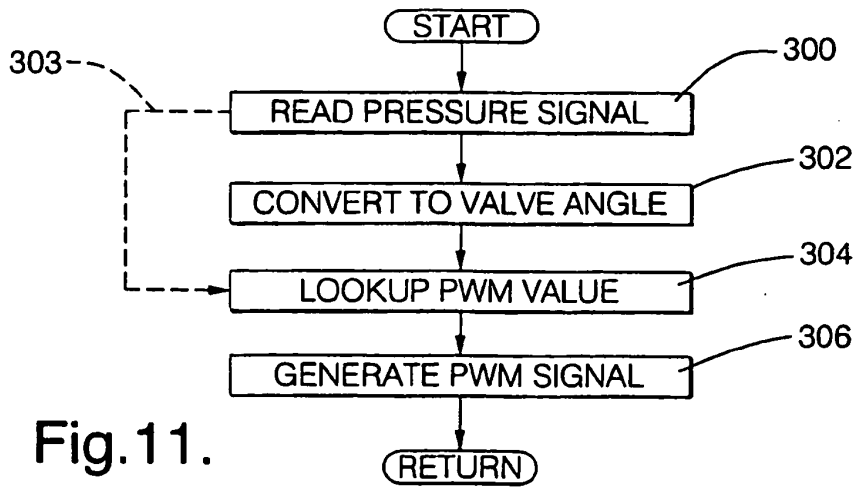 START
300
303
READ PRESSURE SIGNAL
302
CONVERT TO VALVE ANGLE
304
LOOKUP PWM VALUE
306
GENERATE PWM SIGNAL
Fig.11.
RETURN